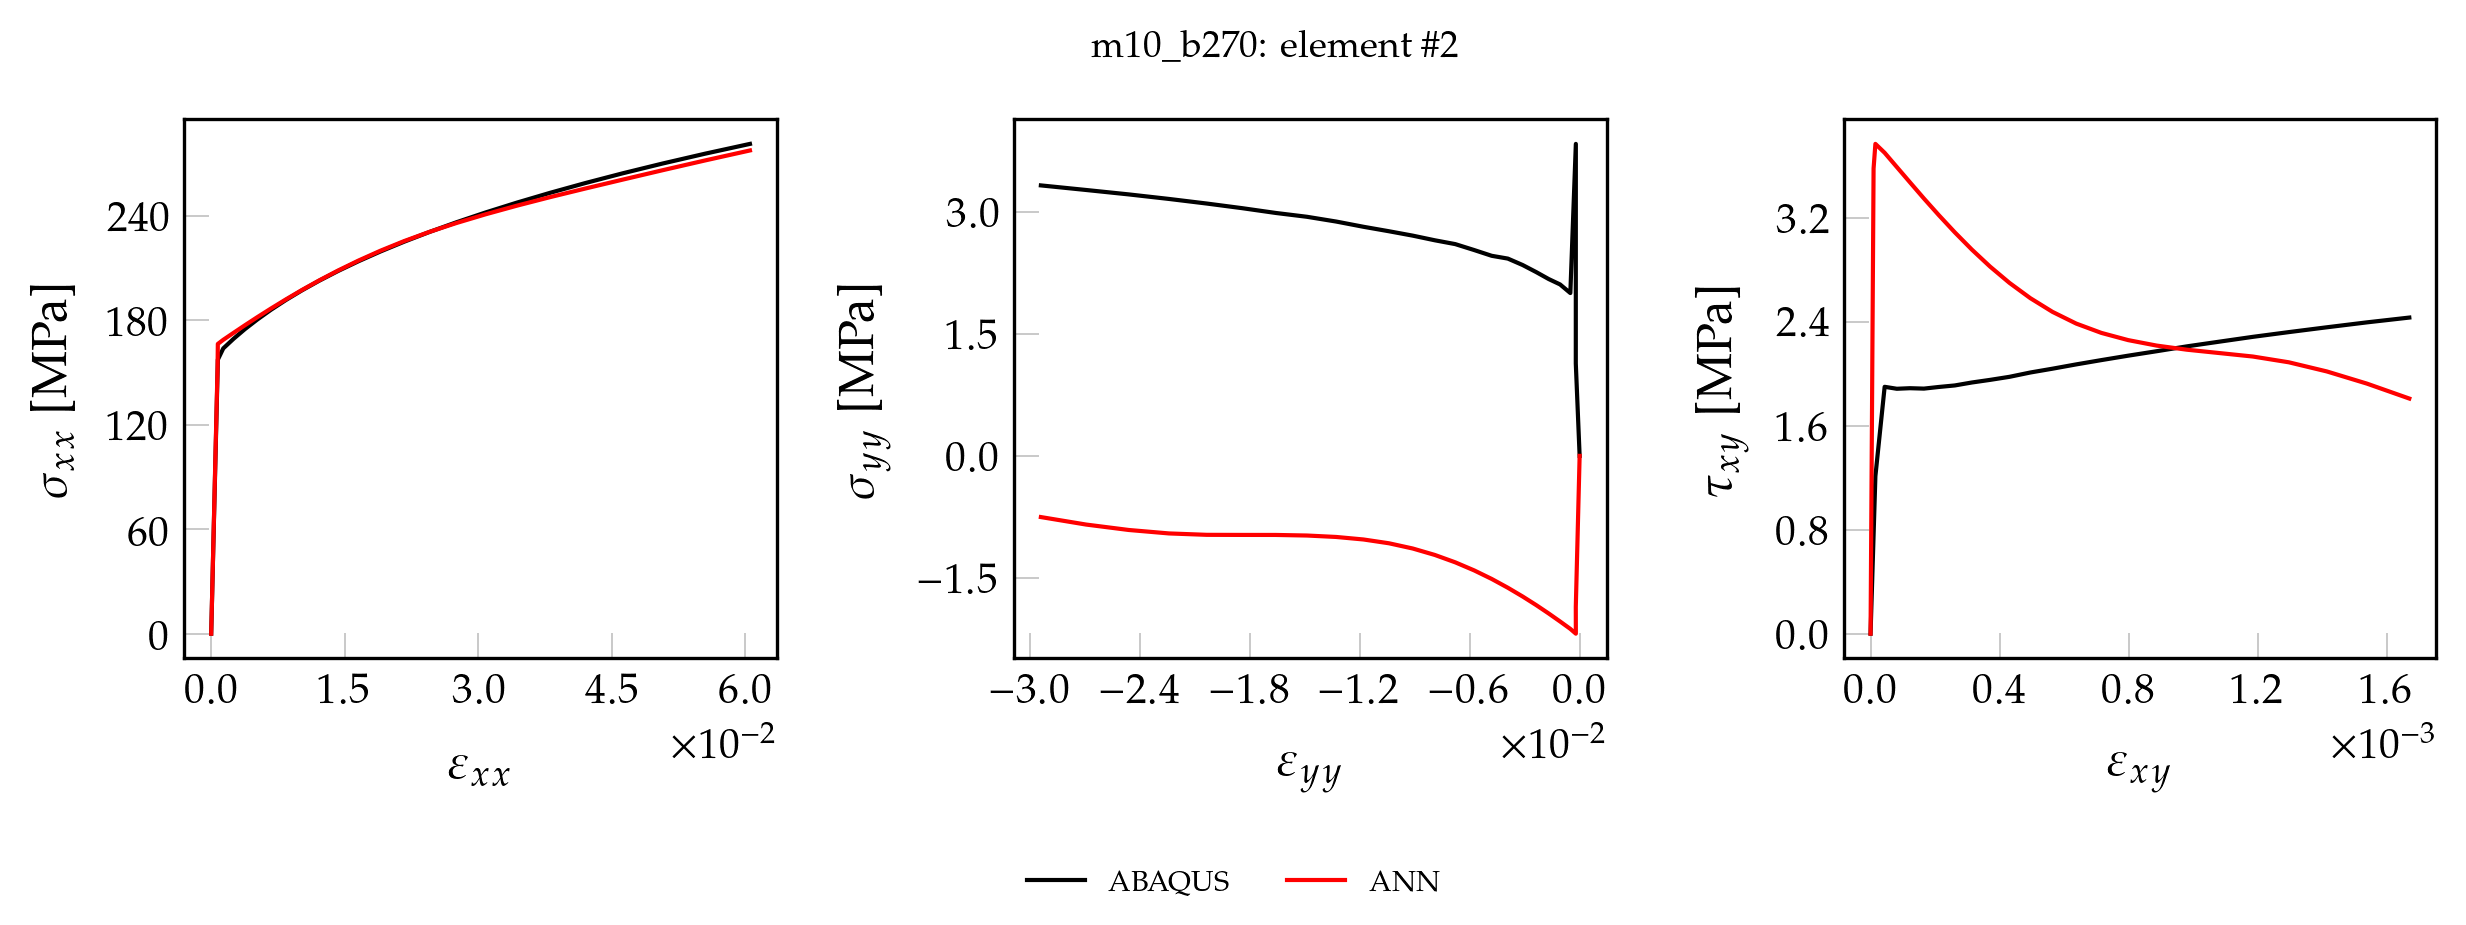 m10_b270: element #2
σxx [MPa]
240
180
120
60
0
0.0 1.5 3.0 4.5 6.0
×10−2
εxx
σyy [MPa]
3.0
1.5
0.0
−1.5
−3.0 −2.4 −1.8 −1.2 −0.6 0.0
×10−2
εyy
τxy [MPa]
3.2
2.4
1.6
0.8
0.0
0.0 0.4 0.8 1.2 1.6
×10−3
εxy
ABAQUS ANN